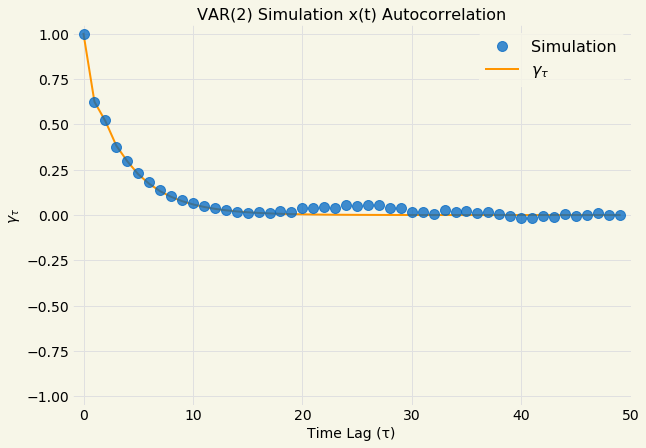 VAR(2) Simulation x(t) Autocorrelation
Simulation
γτ
1.00
0.75
0.50
0.25
0.00
−0.25
−0.50
−0.75
−1.00
γτ
0 10 20 30 40 50
Time Lag (τ)